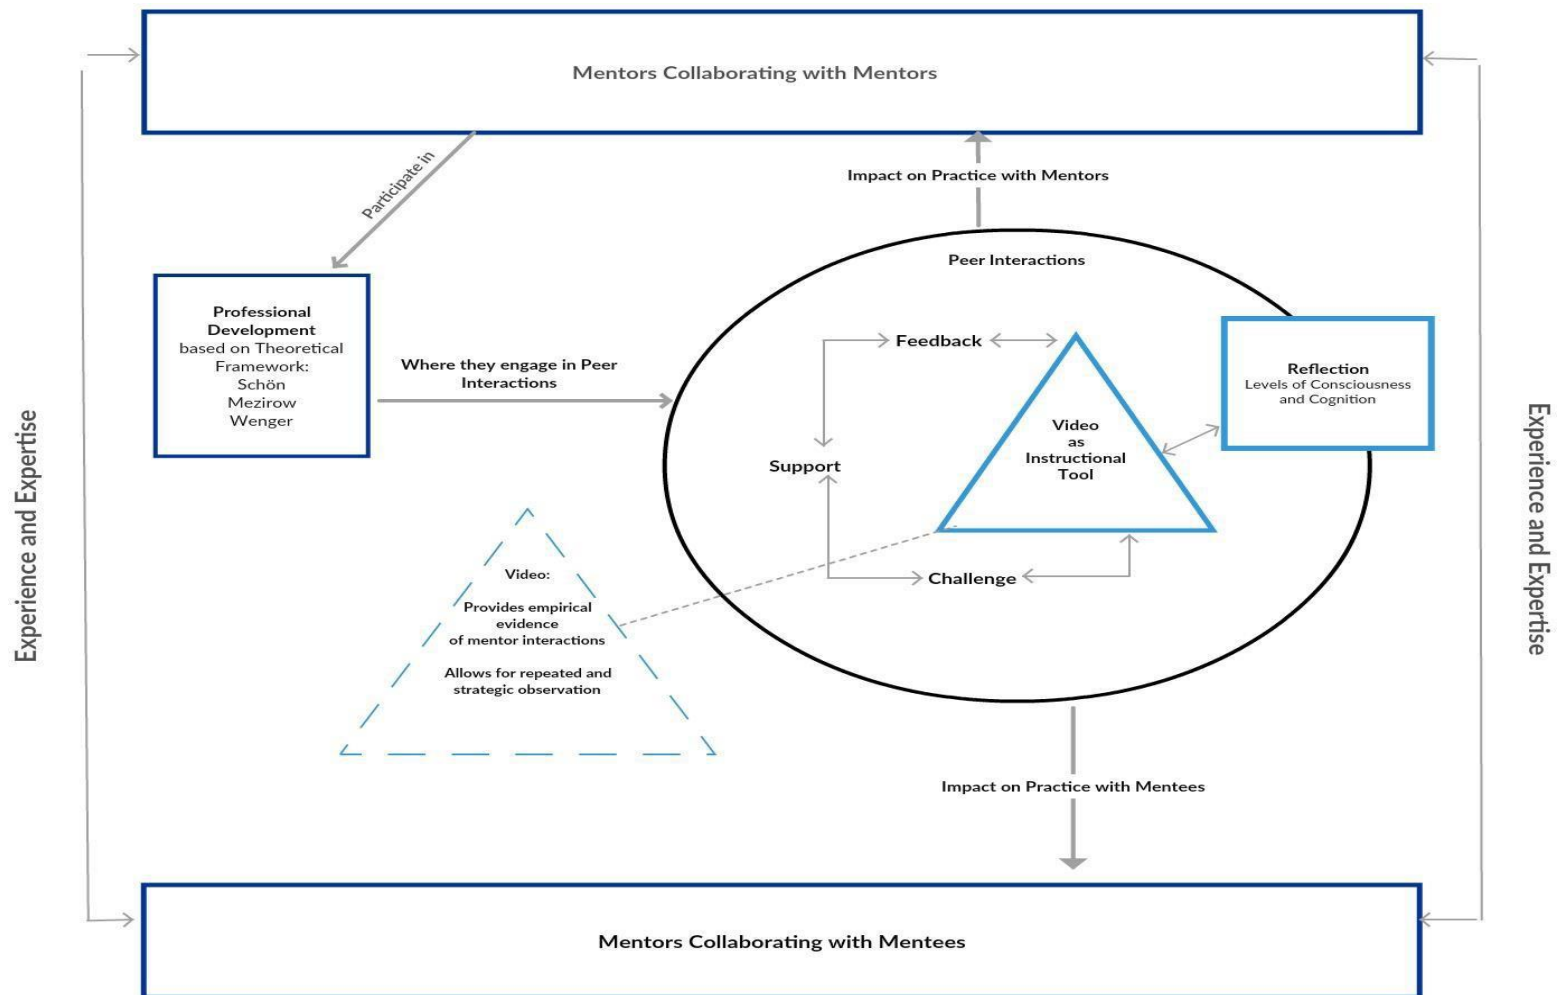 Mentors Collaborating with Mentors
Participate in
Impact on Practice with Mentors
Peer Interactions
Professional
Development
based on Theoretical
Framework:
Schön
Mezirow
Wenger
Where they engage in Peer
Interactions
Feedback
Support
Challenge
Video
as
Instructional
Tool
Reflection
Levels of Consciousness
and Cognition
Experience and Expertise
Experience and Expertise
Video:
Provides empirical
evidence
of mentor interactions
Allows for repeated and
strategic observation
Impact on Practice with Mentees
Mentors Collaborating with Mentees